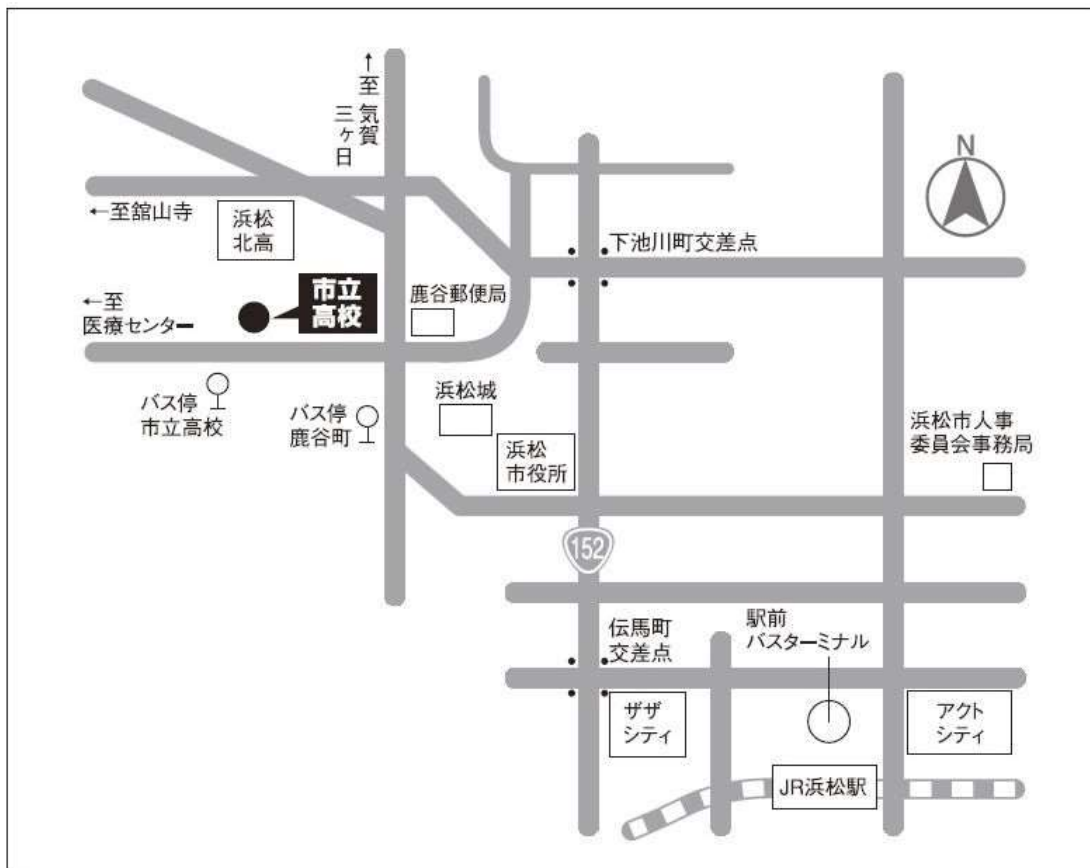 ↑至 気賀
三ヶ日
N
←至舘山寺
浜松
北高
下池川町交差点
市立
高校
鹿谷郵便局
←至
医療センター
バス停
市立高校
バス停
鹿谷町
浜松城
浜松
市役所
浜松市人事
委員会事務局
152
伝馬町
交差点
駅前
バスターミナル
ザザ
シティ
アクト
シティ
JR浜松駅